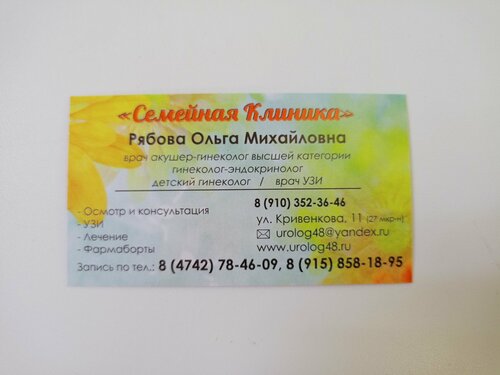 «Семейная Клиника»
Рябова Ольга Михайловна
врач акушер-гинеколог высшей категории
гинеколог-эндокринолог
детский гинеколог / врач УЗИ
8 (910) 352-36-46
- Осмотр и консультация
ул. Кривенкова, 11 (27 мкр-н)
- УЗИ
urolog48@yandex.ru
- Лечение
www.urolog48.ru
- Фармаборты
Запись по тел.: 8 (4742) 78-46-09, 8 (915) 858-18-95